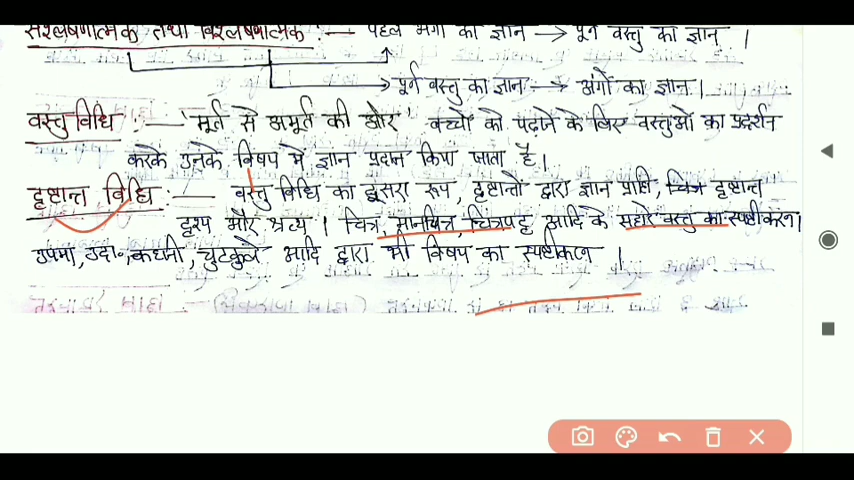 संश्लेषणात्मक तथा विश्लेषणात्मक :— पहले अंगों का ज्ञान → पूर्ण वस्तु का ज्ञान ।
→ पूर्ण वस्तु का ज्ञान → अंगों का ज्ञान ।
वस्तु विधि :— 'मूर्त से अमूर्त की ओर' बच्चों को पढ़ाने के लिए वस्तुओं का प्रदर्शन
करके उनके विषय में ज्ञान प्रदान किया जाता है ।
दृष्टान्त विधि :— वस्तु विधि का दूसरा रूप, दृष्टान्तों द्वारा ज्ञान प्राप्ति, चित्र दृष्टान्त
दृश्य और श्रव्य । चित्र, मानचित्र, चित्रपट्ट आदि के सहारे वस्तु का स्पष्टीकरण ।
उपमा, उदा॰, कहानी, चुटकुले आदि द्वारा भी विषय का स्पष्टीकरण ।